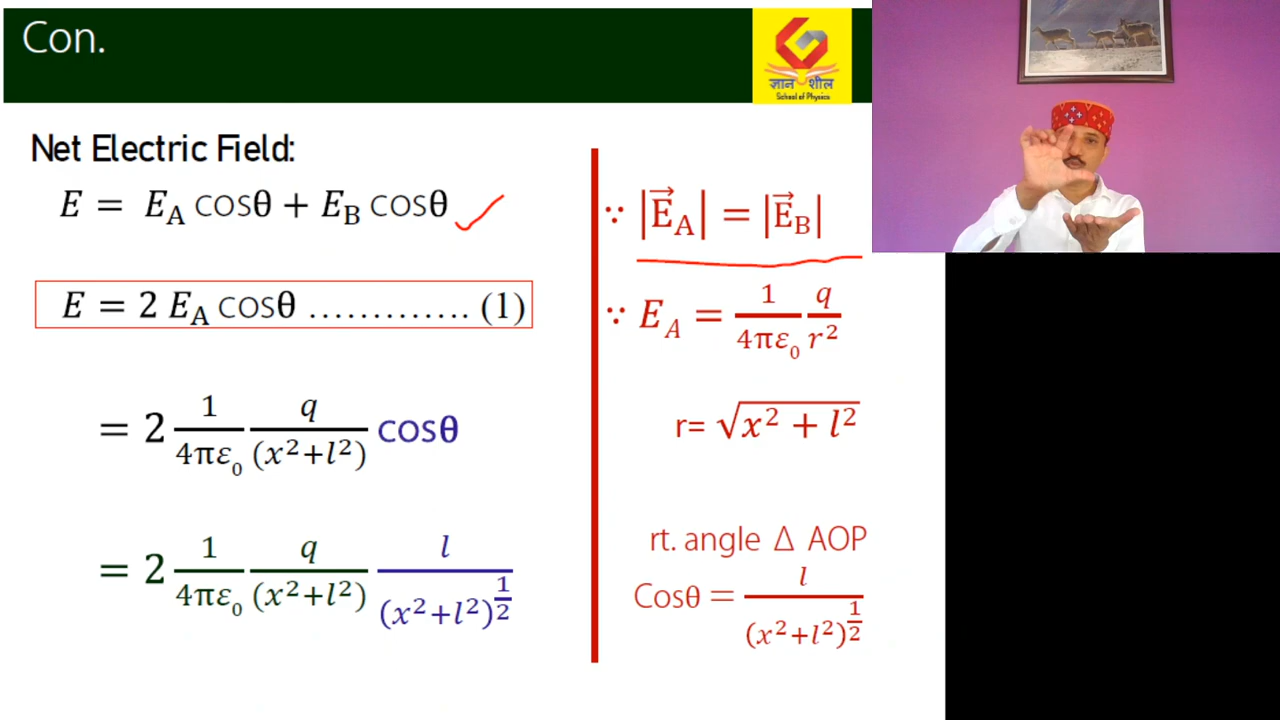 Con.
ज्ञान शील
School of Physics
Net Electric Field:
E = E_A cosθ + E_B cosθ
E = 2 E_A cosθ ............. (1)
= 2 1/4πε₀ q/(x²+l²) cosθ
= 2 1/4πε₀ q/(x²+l²) l/(x²+l²)^(1/2)
∵ |E⃗_A| = |E⃗_B|
∵ E_A = 1/4πε₀ q/r²
r= √(x² + l²)
rt. angle Δ AOP
Cosθ = l/(x²+l²)^(1/2)